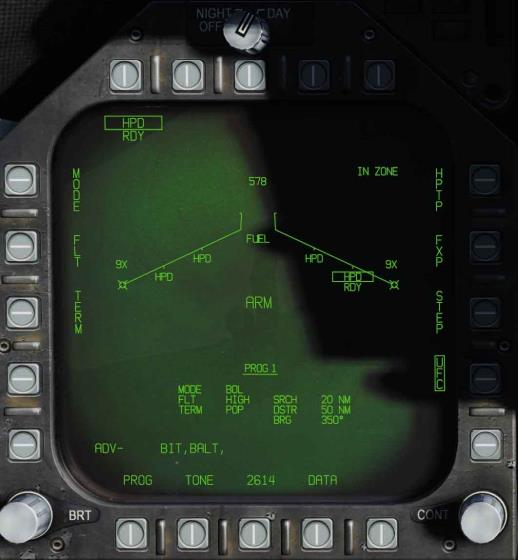 NIGHT DAY
OFF
HPD
RDY
MODE
578
IN ZONE
HPTP
FLT
FUEL
FXP
9X
HPD
HPD
HPD
HPD
RDY
9X
TERM
ARM
STEP
PROG 1
UFC
MODE BOL
FLT HIGH SRCH 20 NM
TERM POP DSTR 50 NM
BRG 350°
ADV- BIT,BALT,
PROG TONE 2614 DATA
BRT
CONT